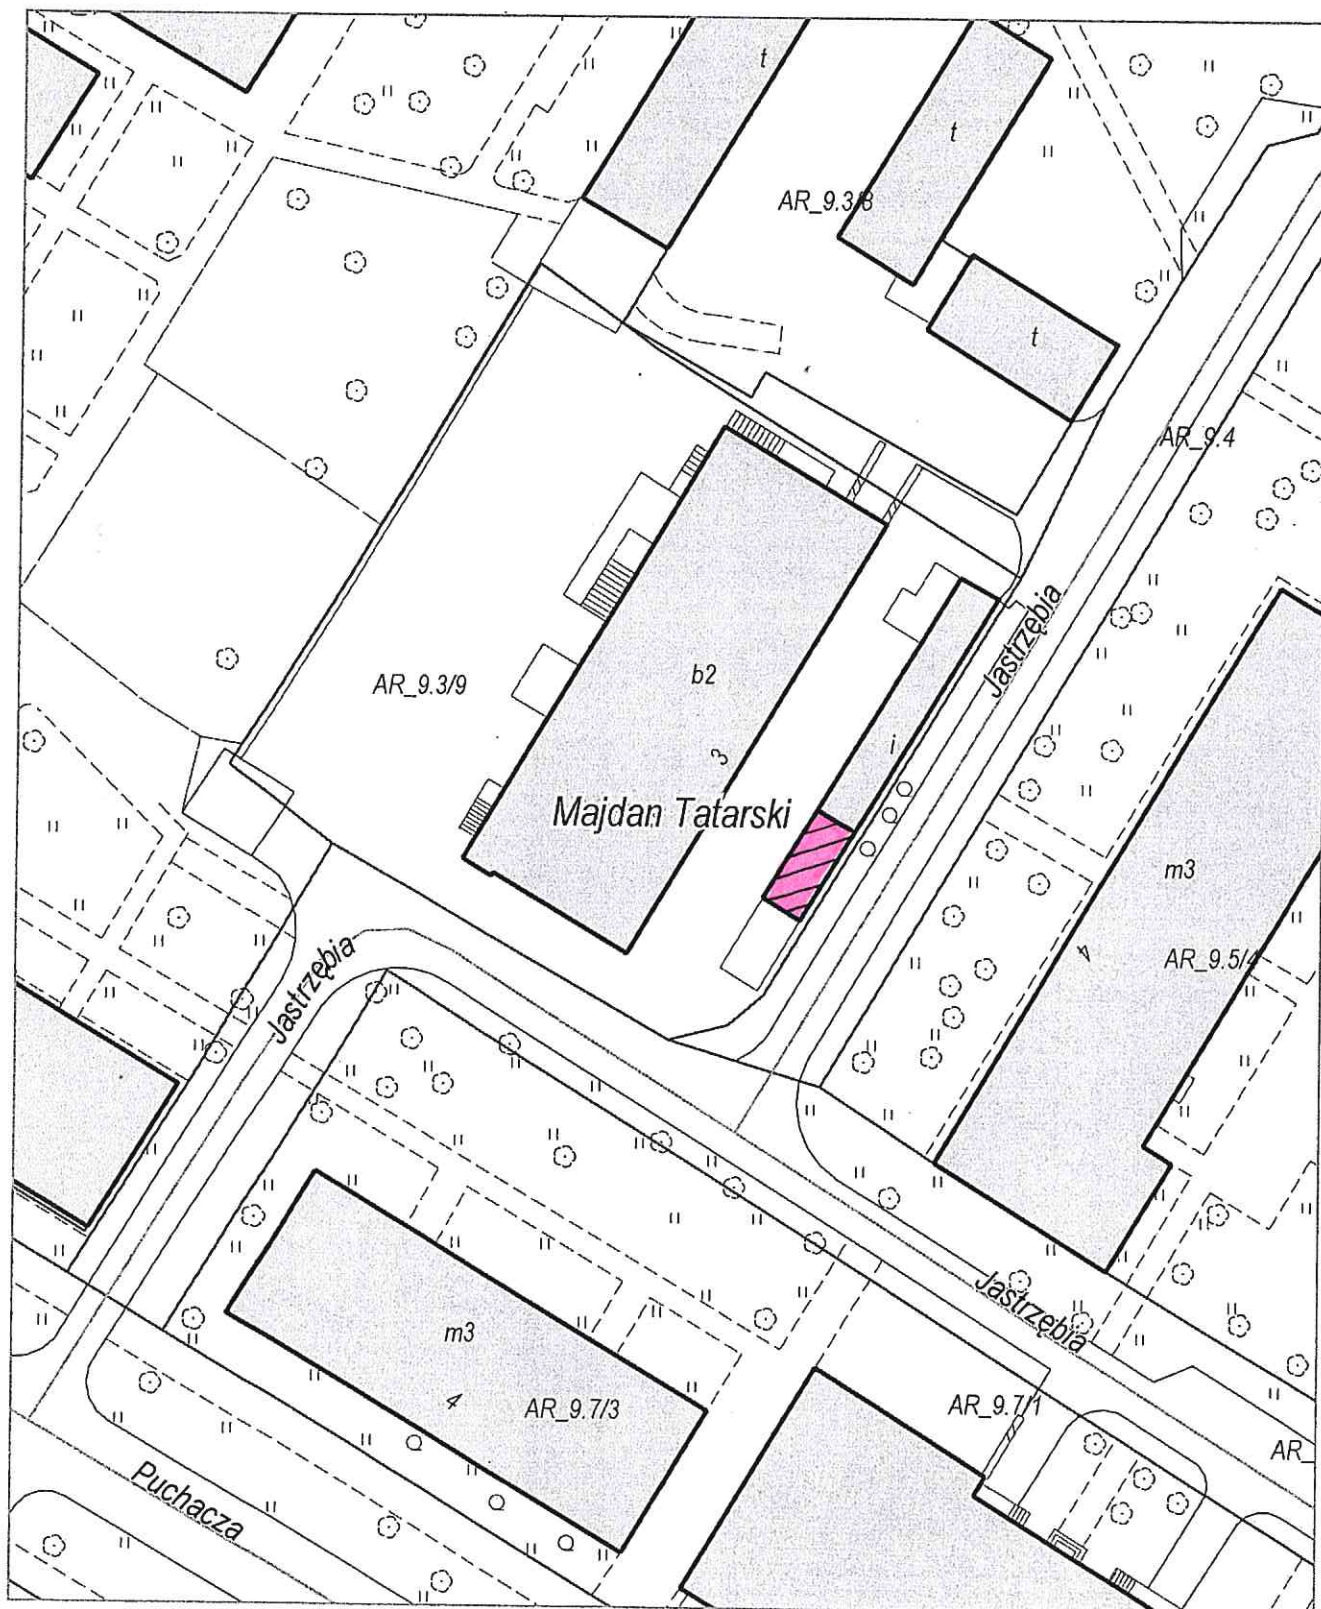 t
t
AR_9.3/8
t
AR_9.4
Jastrzębia
b2
AR_9.3/9
3
i
Majdan Tatarski
m3
4
AR_9.5/4
Jastrzębia
Jastrzębia
m3
4
AR_9.7/3
AR_9.7/1
AR_
Puchacza